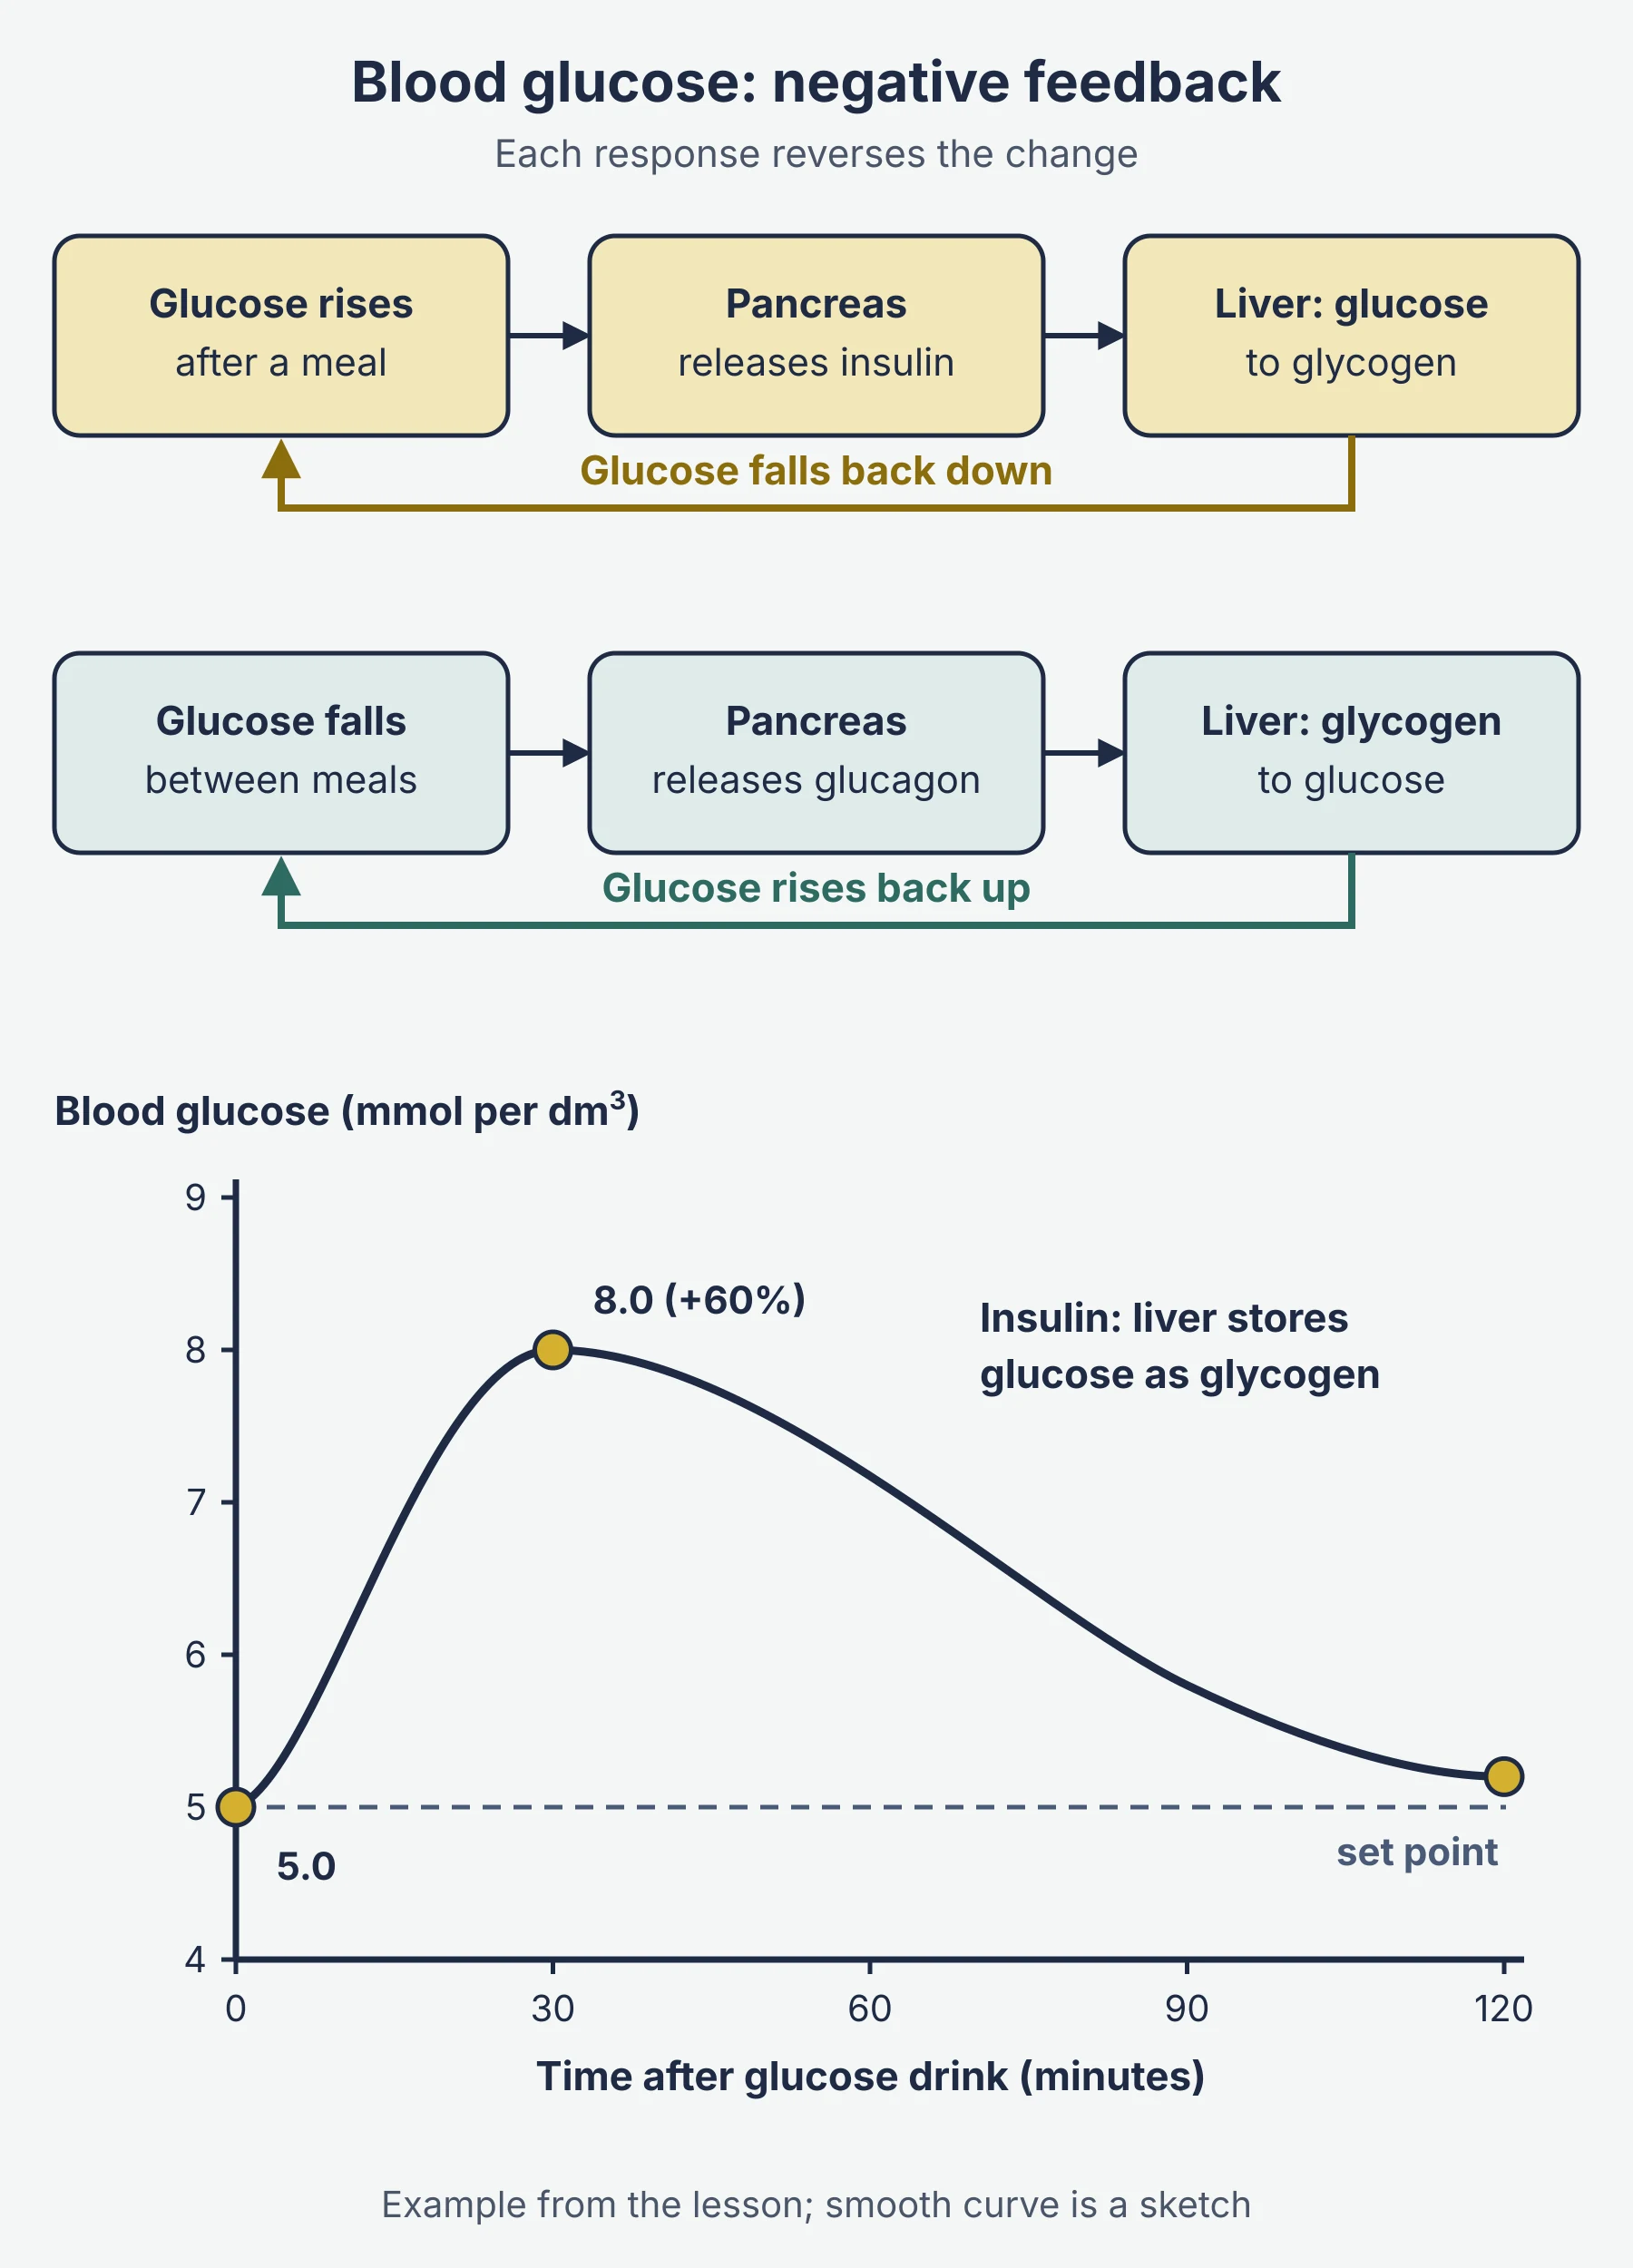 Blood glucose: negative feedback
Each response reverses the change
Glucose rises
after a meal
Pancreas
releases insulin
Liver: glucose
to glycogen
Glucose falls back down
Glucose falls
between meals
Pancreas
releases glucagon
Liver: glycogen
to glucose
Glucose rises back up
Blood glucose (mmol per dm³)
9
8
7
6
5
4
8.0 (+60%)
Insulin: liver stores
glucose as glycogen
5.0
set point
0
30
60
90
120
Time after glucose drink (minutes)
Example from the lesson; smooth curve is a sketch